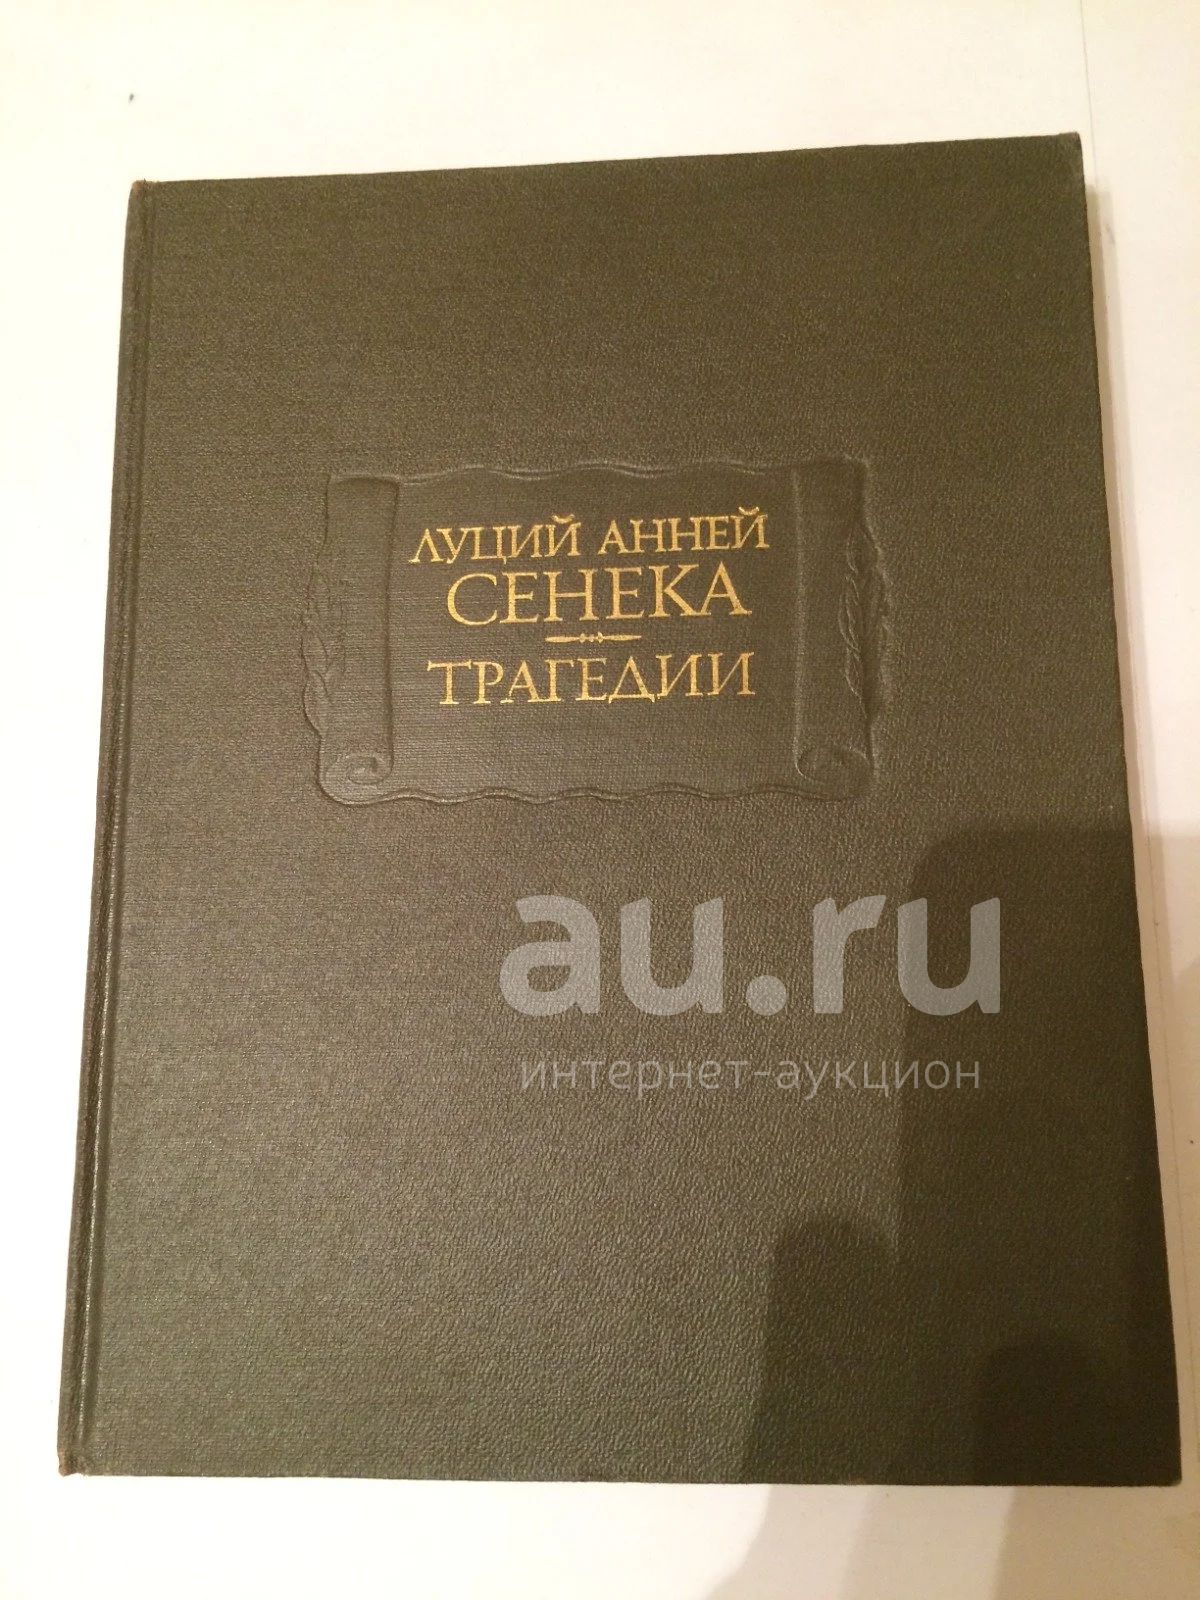 ЛУЦИЙ АННЕЙ
СЕНЕКА
ТРАГЕДИИ
au.ru
интернет-аукцион